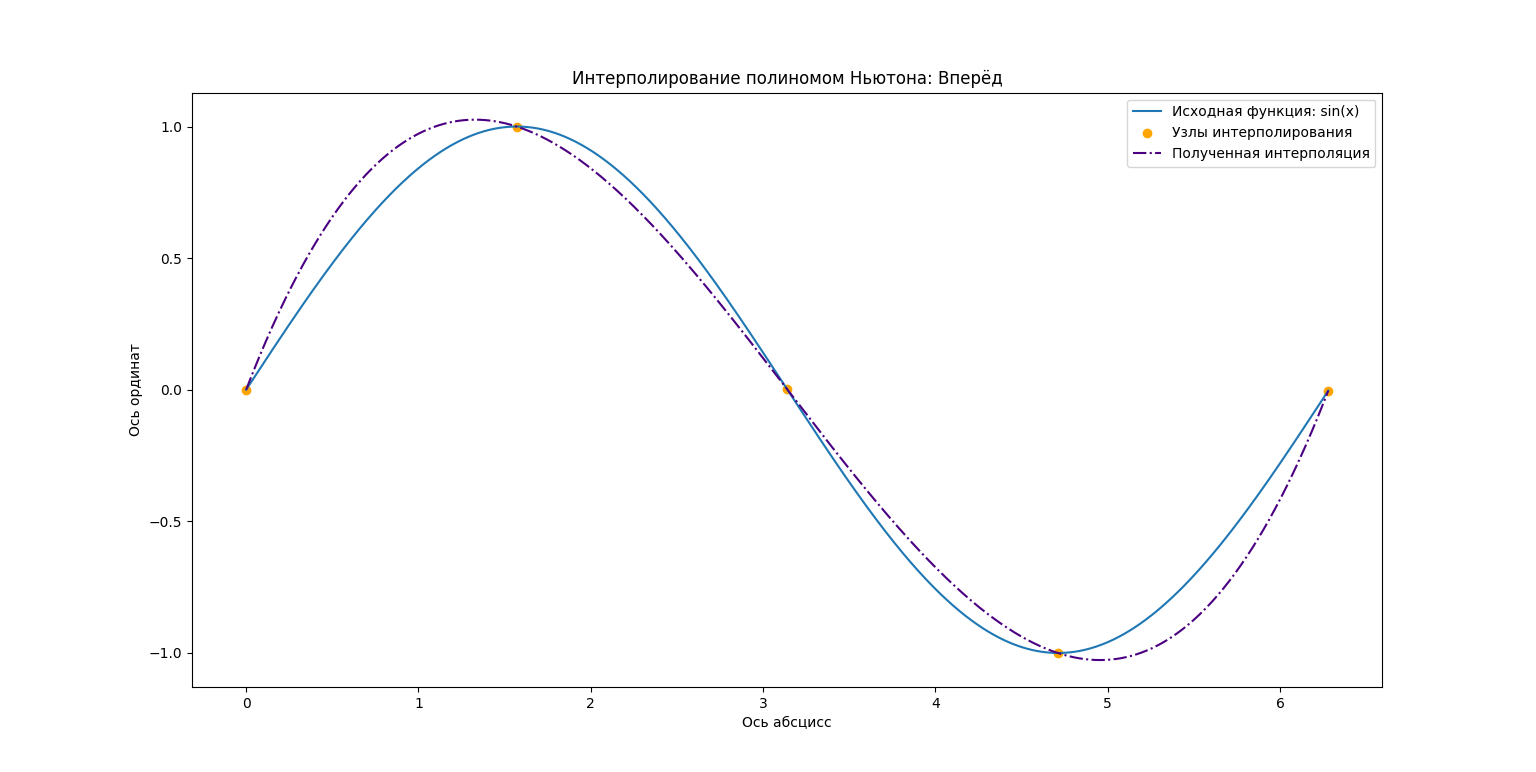 Интерполирование полиномом Ньютона: Вперёд
Исходная функция: sin(x)
Узлы интерполирования
Полученная интерполяция
1.0
0.5
0.0
−0.5
−1.0
Ось ординат
0 1 2 3 4 5 6
Ось абсцисс